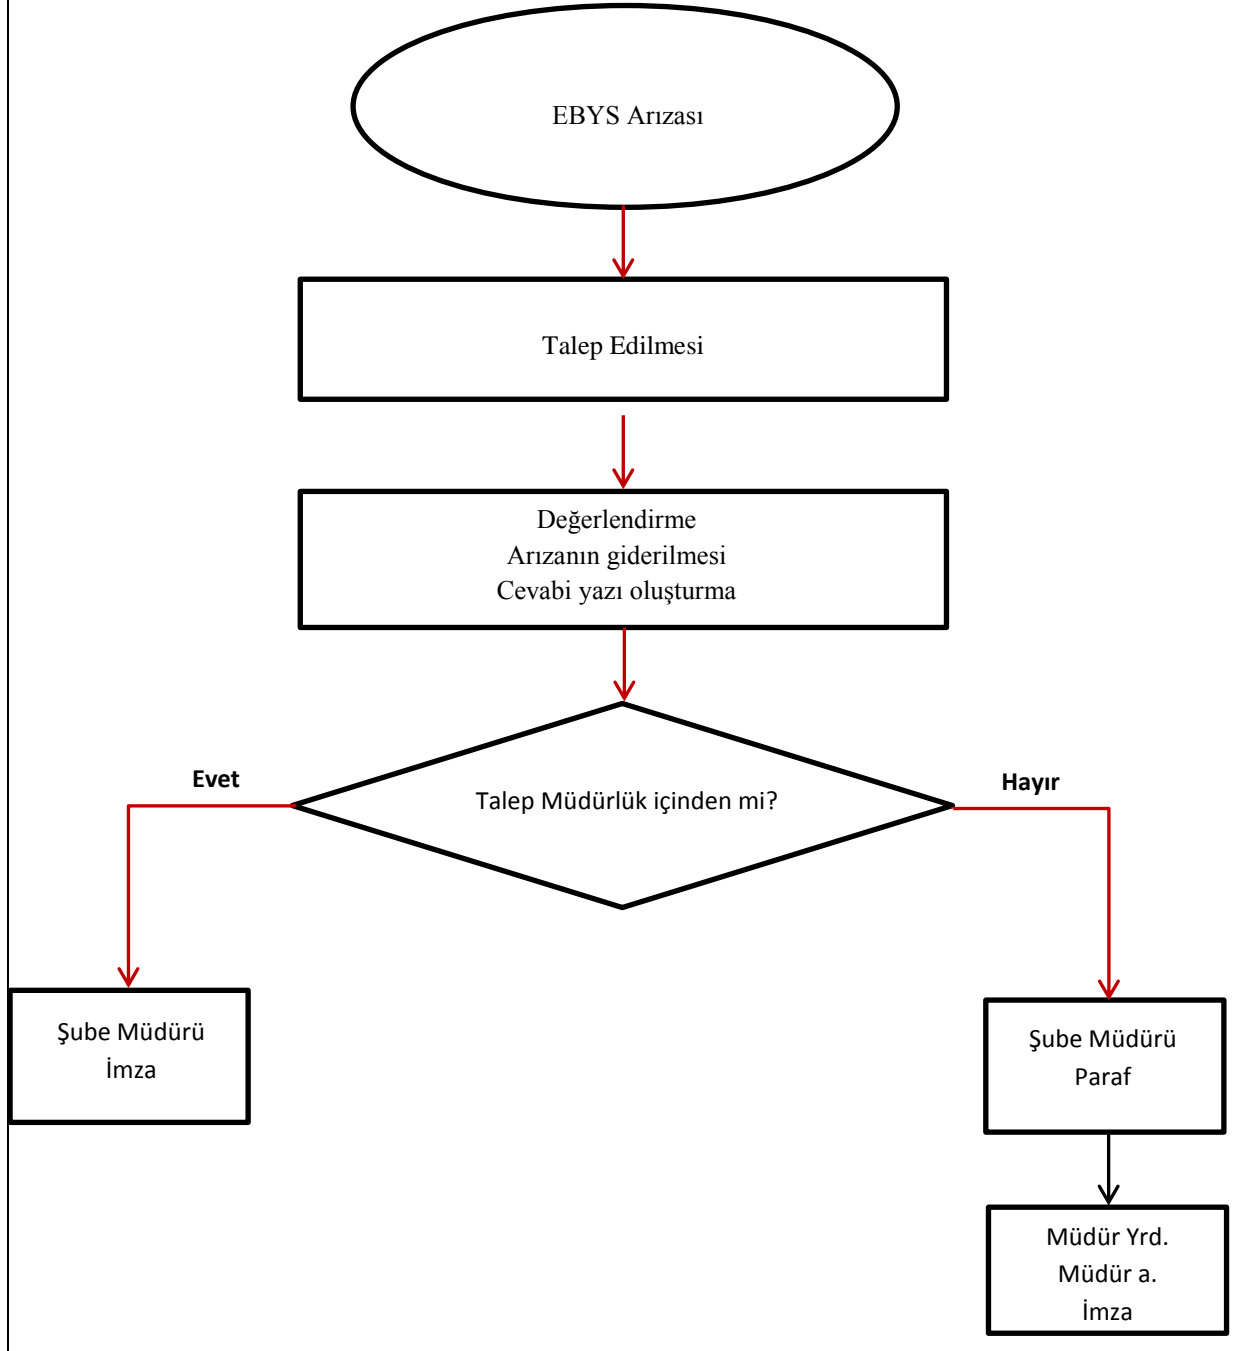 EBYS Arızası
Talep Edilmesi
Değerlendirme
Arızanın giderilmesi
Cevabi yazı oluşturma
Evet
Talep Müdürlük içinden mi?
Hayır
Şube Müdürü
İmza
Şube Müdürü
Paraf
Müdür Yrd.
Müdür a.
İmza